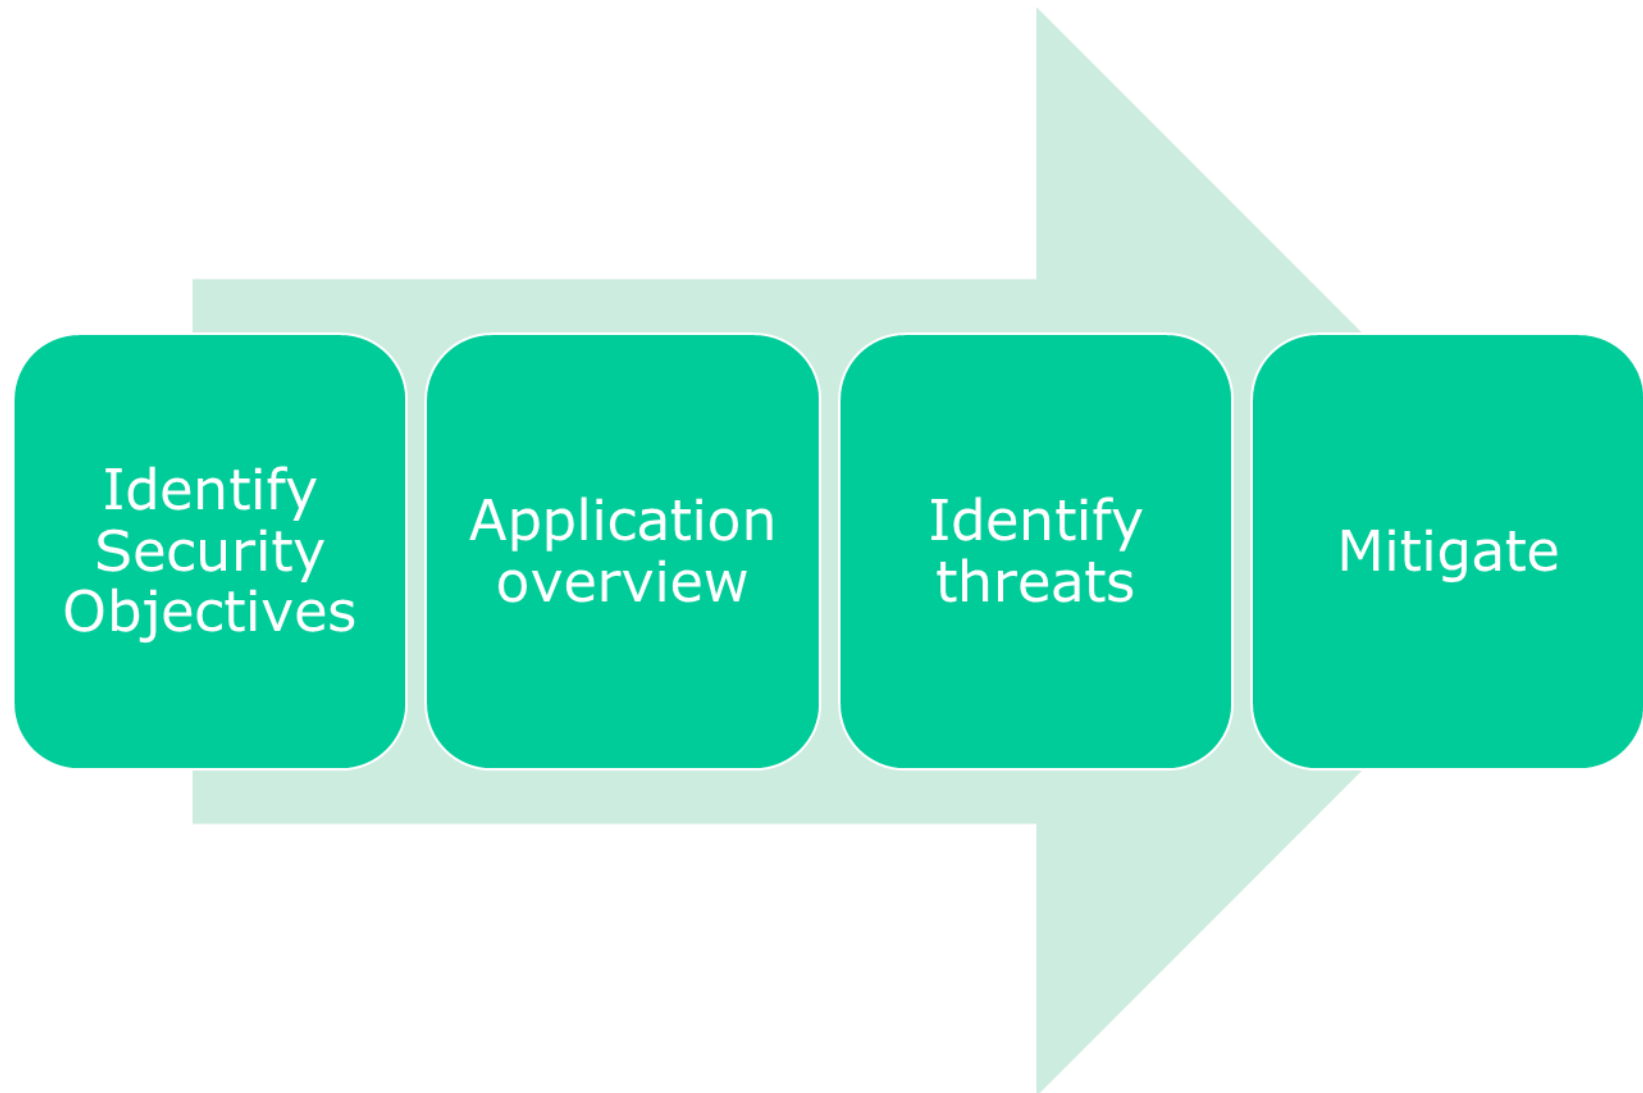 Identify
Security
Objectives
Application
overview
Identify
threats
Mitigate